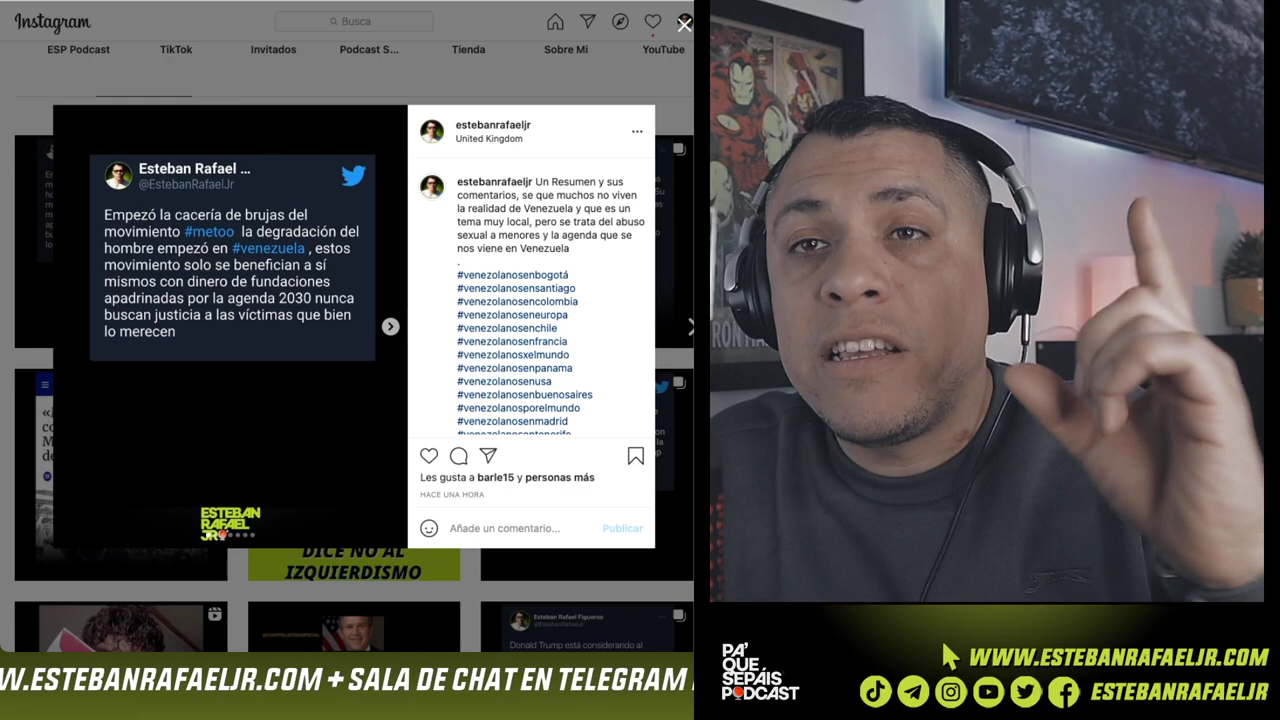 Instagram
Busca
ESP Podcast
TikTok
Invitados
Podcast S...
Tienda
Sobre Mi
YouTube
Esteban Rafael ...
@EstebanRafaelJr
Empezó la cacería de brujas del
movimiento #metoo la degradación del
hombre empezó en #venezuela , estos
movimiento solo se benefician a sí
mismos con dinero de fundaciones
apadrinadas por la agenda 2030 nunca
buscan justicia a las víctimas que bien
lo merecen
ESTEBAN
RAFAEL
JR
estebanrafaeljr
United Kingdom
estebanrafaeljr Un Resumen y sus
comentarios, se que muchos no viven
la realidad de Venezuela y que es un
tema muy local, pero se trata del abuso
sexual a menores y la agenda que se
nos viene en Venezuela
.
#venezolanosenbogotá
#venezolanosensantiago
#venezolanosencolombia
#venezolanoseneuropa
#venezolanosenchile
#venezolanosenfrancia
#venezolanosxelmundo
#venezolanosenpanama
#venezolanosenusa
#venezolanosenbuenosaires
#venezolanosporelmundo
#venezolanosenmadrid
#venezolanosentenerife
Les gusta a barle15 y personas más
HACE UNA HORA
Añade un comentario...
Publicar
DICE NO AL
IZQUIERDISMO
Esteban Rafael Figueroa
@EstebanRafaelJr
Donald Trump está considerando al
W.ESTEBANRAFAELJR.COM + SALA DE CHAT EN TELEGRAM
PA'
QUE
SEPÁIS
PODCAST
WWW.ESTEBANRAFAELJR.COM
ESTEBANRAFAELJR